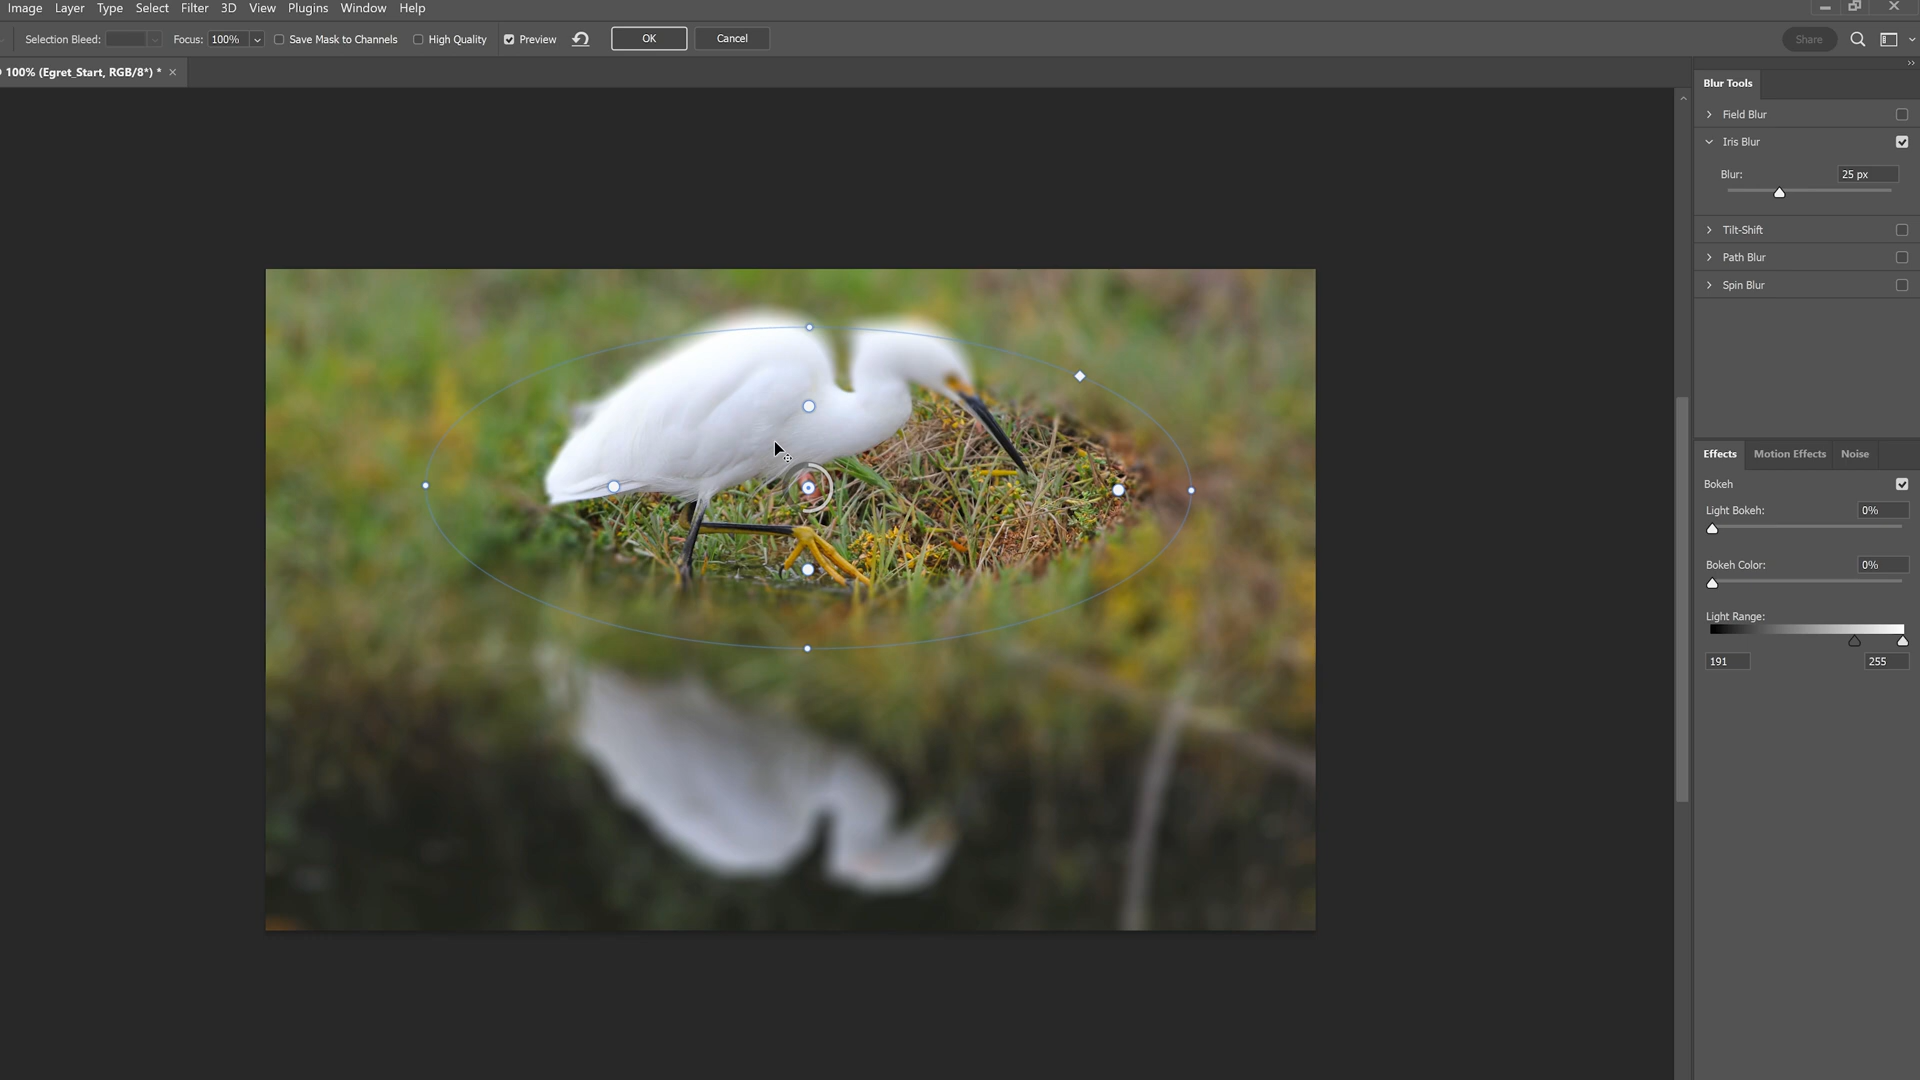 Image Layer Type Select Filter 3D View Plugins Window Help
Selection Bleed: Focus: 100% Save Mask to Channels High Quality Preview OK Cancel Share
100% (Egret_Start, RGB/8*) *
Blur Tools
Field Blur
Iris Blur
Blur: 25 px
Tilt-Shift
Path Blur
Spin Blur
Effects Motion Effects Noise
Bokeh
Light Bokeh: 0%
Bokeh Color: 0%
Light Range:
191 255